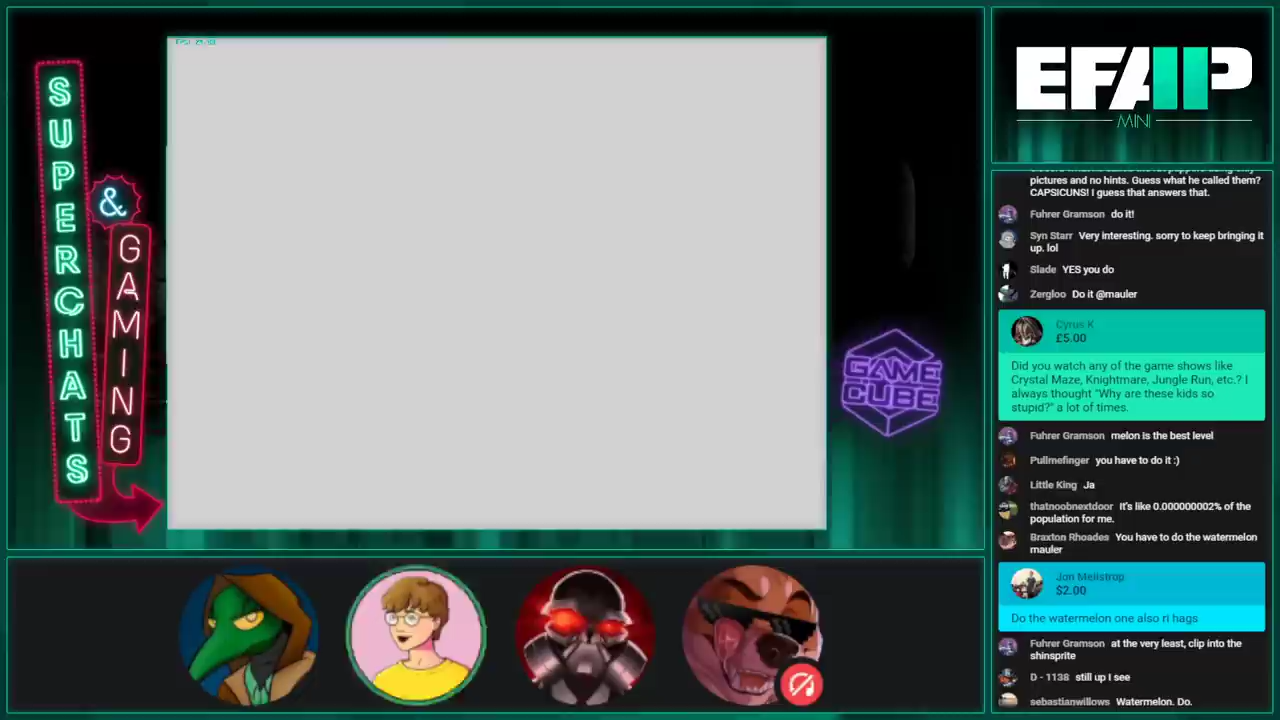 SUPERCHATS
&
GAMING
GAME
CUBE
EFAP
MINI
pictures and no hints. Guess what he called them?
CAPSICUNS! I guess that answers that.
Fuhrer Gramson do it!
Syn Starr Very interesting. sorry to keep bringing it
up. lol
Slade YES you do
Zergloo Do it @mauler
Cyrus K
£5.00
Did you watch any of the game shows like
Crystal Maze, Knightmare, Jungle Run, etc.? I
always thought "Why are these kids so
stupid?" a lot of times.
Fuhrer Gramson melon is the best level
Pullmefinger you have to do it :)
Little King Ja
thatnoobnextdoor It's like 0.000000002% of the
population for me.
Braxton Rhoades You have to do the watermelon
mauler
Jon Mellstrop
$2.00
Do the watermelon one also ri hags
Fuhrer Gramson at the very least, clip into the
shinsprite
D - 1138 still up I see
sebastianwillows Watermelon. Do.